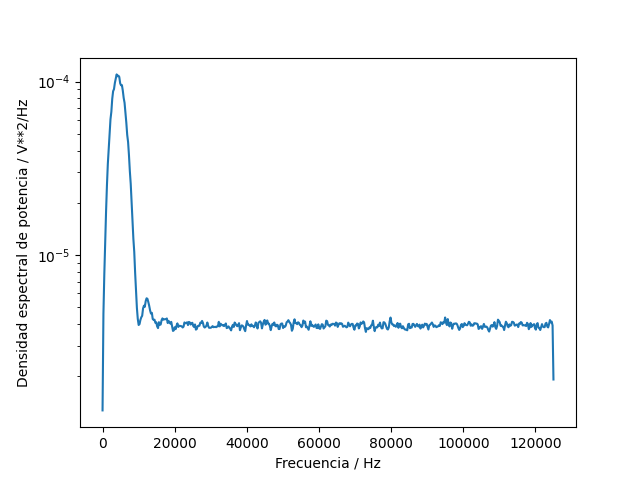 10⁻⁴
10⁻⁵
Densidad espectral de potencia / V**2/Hz
0 20000 40000 60000 80000 100000 120000
Frecuencia / Hz